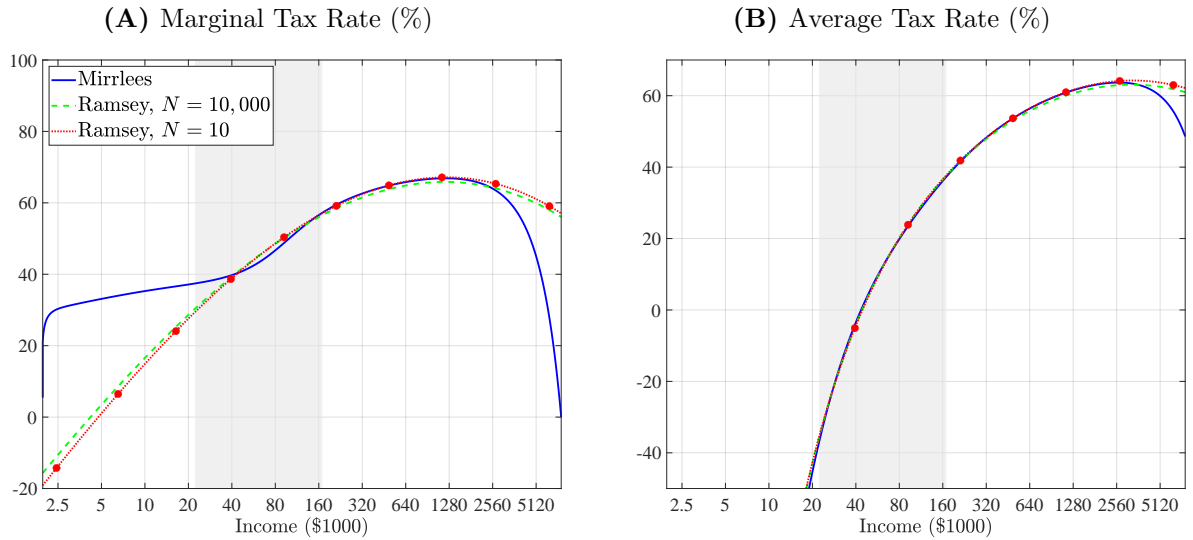 (A) Marginal Tax Rate (%)
100
80
60
40
20
0
-20
Mirrlees
Ramsey, N = 10,000
Ramsey, N = 10
2.5 5 10 20 40 80 160 320 640 1280 2560 5120
Income ($1000)
(B) Average Tax Rate (%)
60
40
20
0
-20
-40
2.5 5 10 20 40 80 160 320 640 1280 2560 5120
Income ($1000)